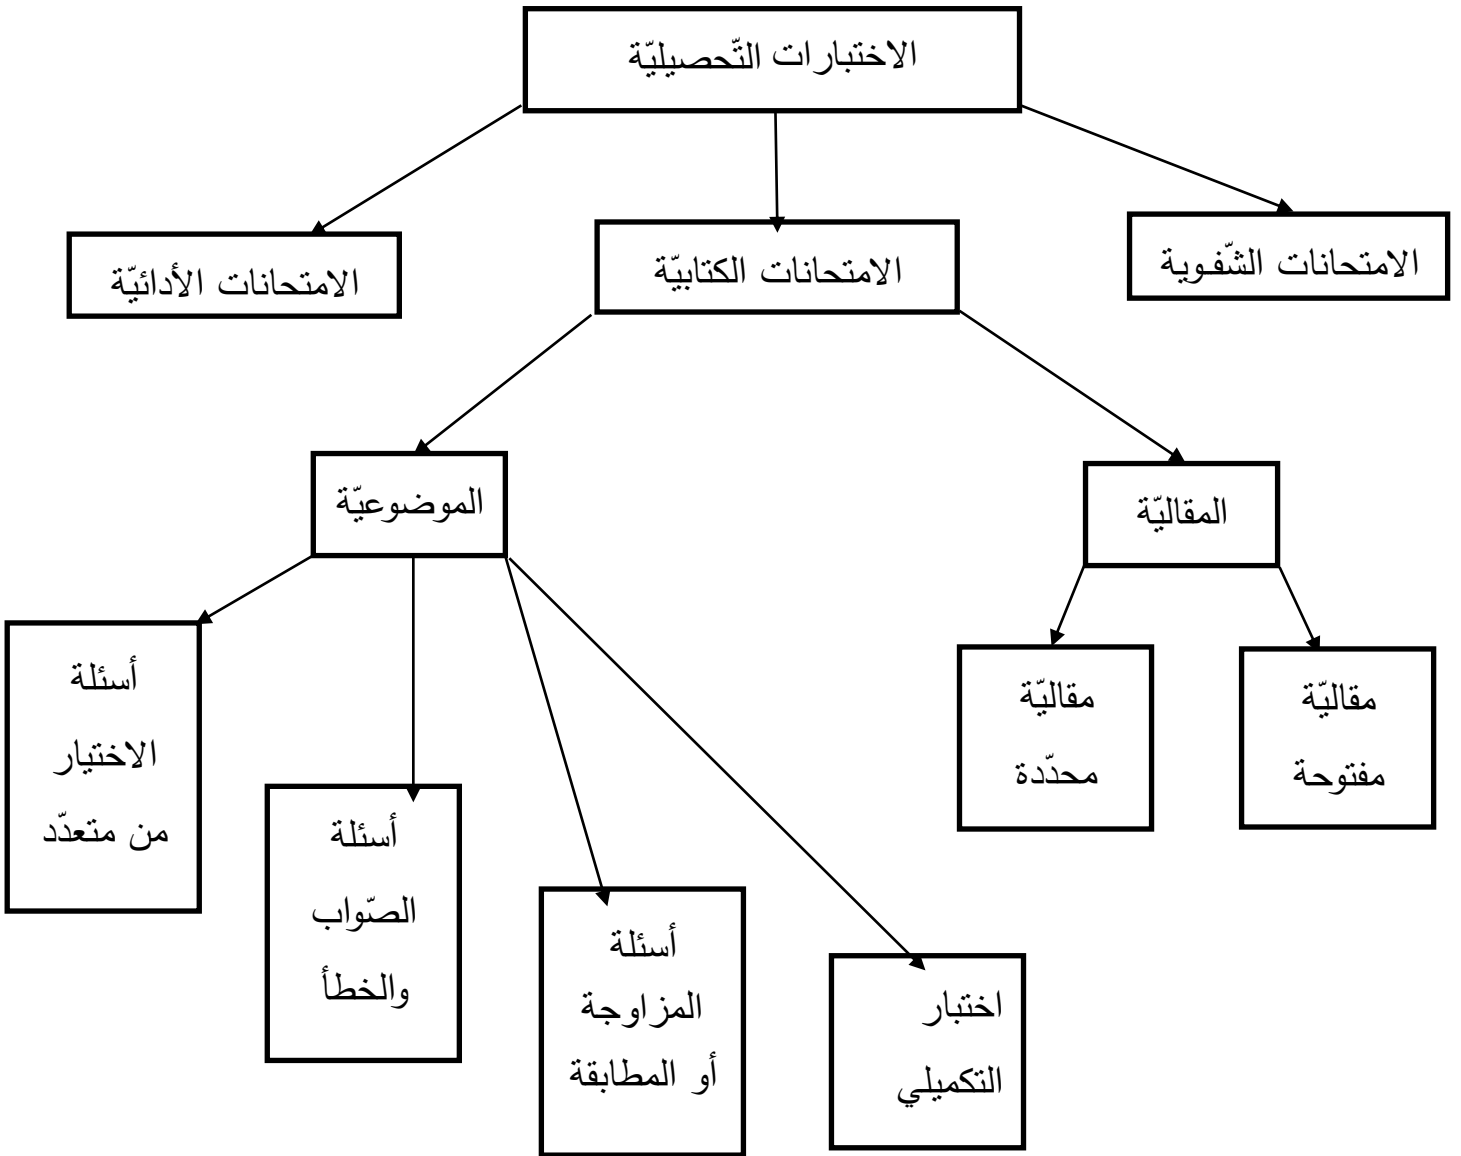 الاختبارات التّحصيليّة
الامتحانات الشّفوية
الامتحانات الكتابيّة
الامتحانات الأدائيّة
المقاليّة
الموضوعيّة
مقاليّة
مفتوحة
مقاليّة
محدّدة
اختبار
التكميلي
أسئلة
المزاوجة
أو المطابقة
أسئلة
الصّواب
والخطأ
أسئلة
الاختيار
من متعدّد